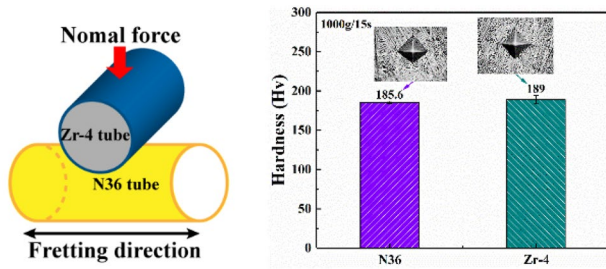 Nomal force
Zr-4 tube
N36 tube
Fretting direction
300
250
200
150
100
50
0
Hardness (Hv)
1000g/15s
185.6
189
N36
Zr-4